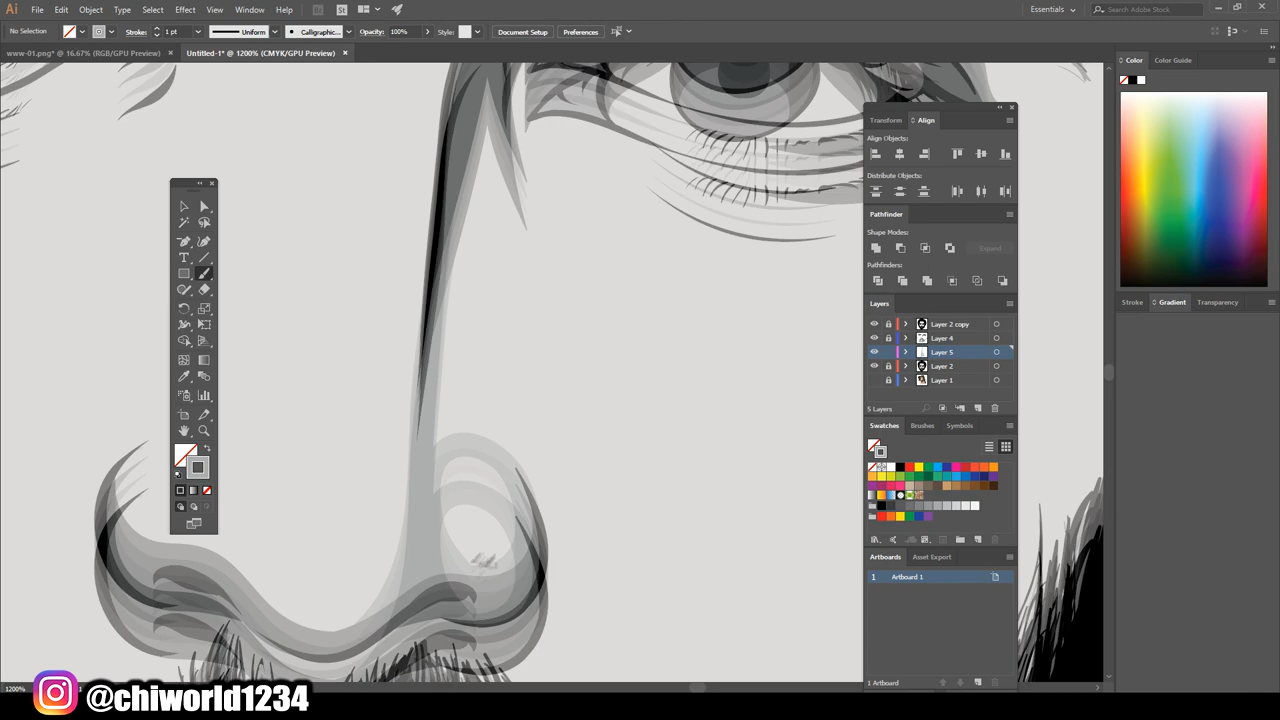 Ai File Edit Object Type Select Effect View Window Help Br St Essentials Search Adobe Stock
No Selection Stroke: 1 pt Uniform Calligraphic... Opacity: 100% Style: Document Setup Preferences
www-01.png* @ 16.67% (RGB/GPU Preview) × Untitled-1* @ 1200% (CMYK/GPU Preview) ×
Color Color Guide
Transform Align
Align Objects:
Distribute Objects:
Pathfinder
Shape Modes:
Expand
Pathfinders:
Layers
Stroke Gradient Transparency
Layer 2 copy
Layer 4
Layer 5
Layer 2
Layer 1
5 Layers
Swatches Brushes Symbols
Artboards Asset Export
1 Artboard 1
1 Artboard
1200%
@chiworld1234